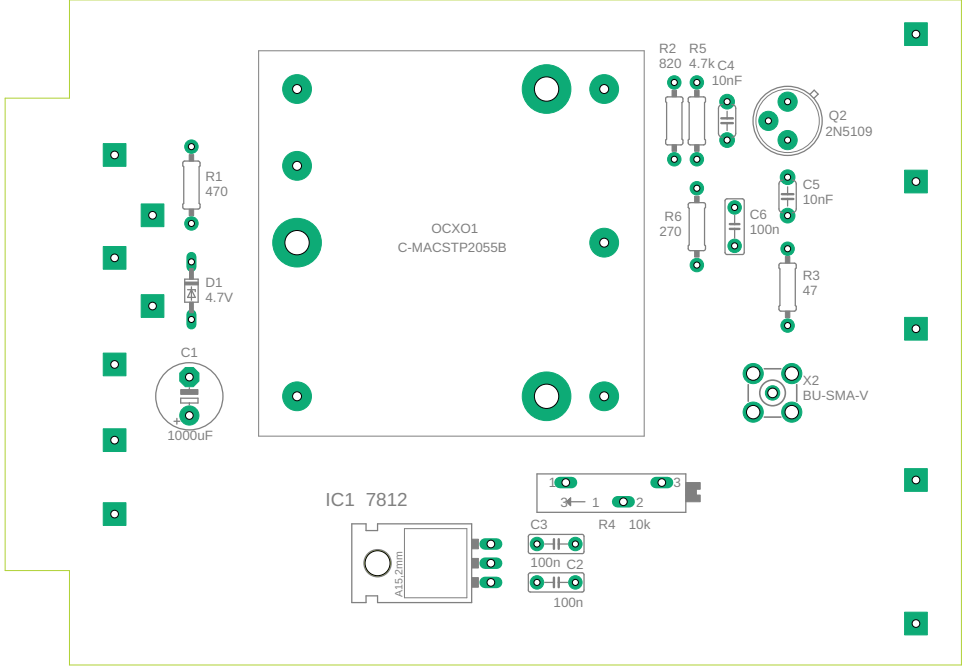 R2 R5
820 4.7k C4
10nF
Q2
2N5109
R1
470
C5
10nF
OCXO1
C-MACSTP2055B
R6
270
C6
100n
D1
4.7V
R3
47
C1
+
1000uF
X2
BU-SMA-V
1 3
3 1 2
R4 10k
IC1 7812
A15,2mm
C3
100n C2
100n